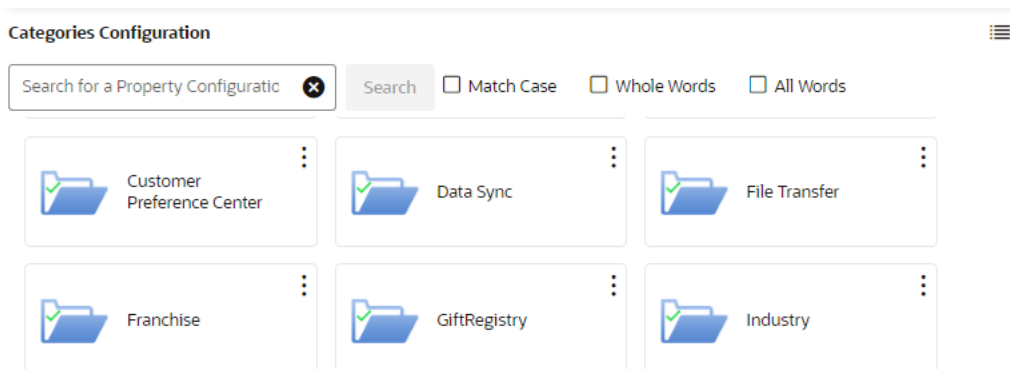 Categories Configuration
Search for a Property Configuratic
Search
Match Case
Whole Words
All Words
Customer
Preference Center
Data Sync
File Transfer
Franchise
GiftRegistry
Industry